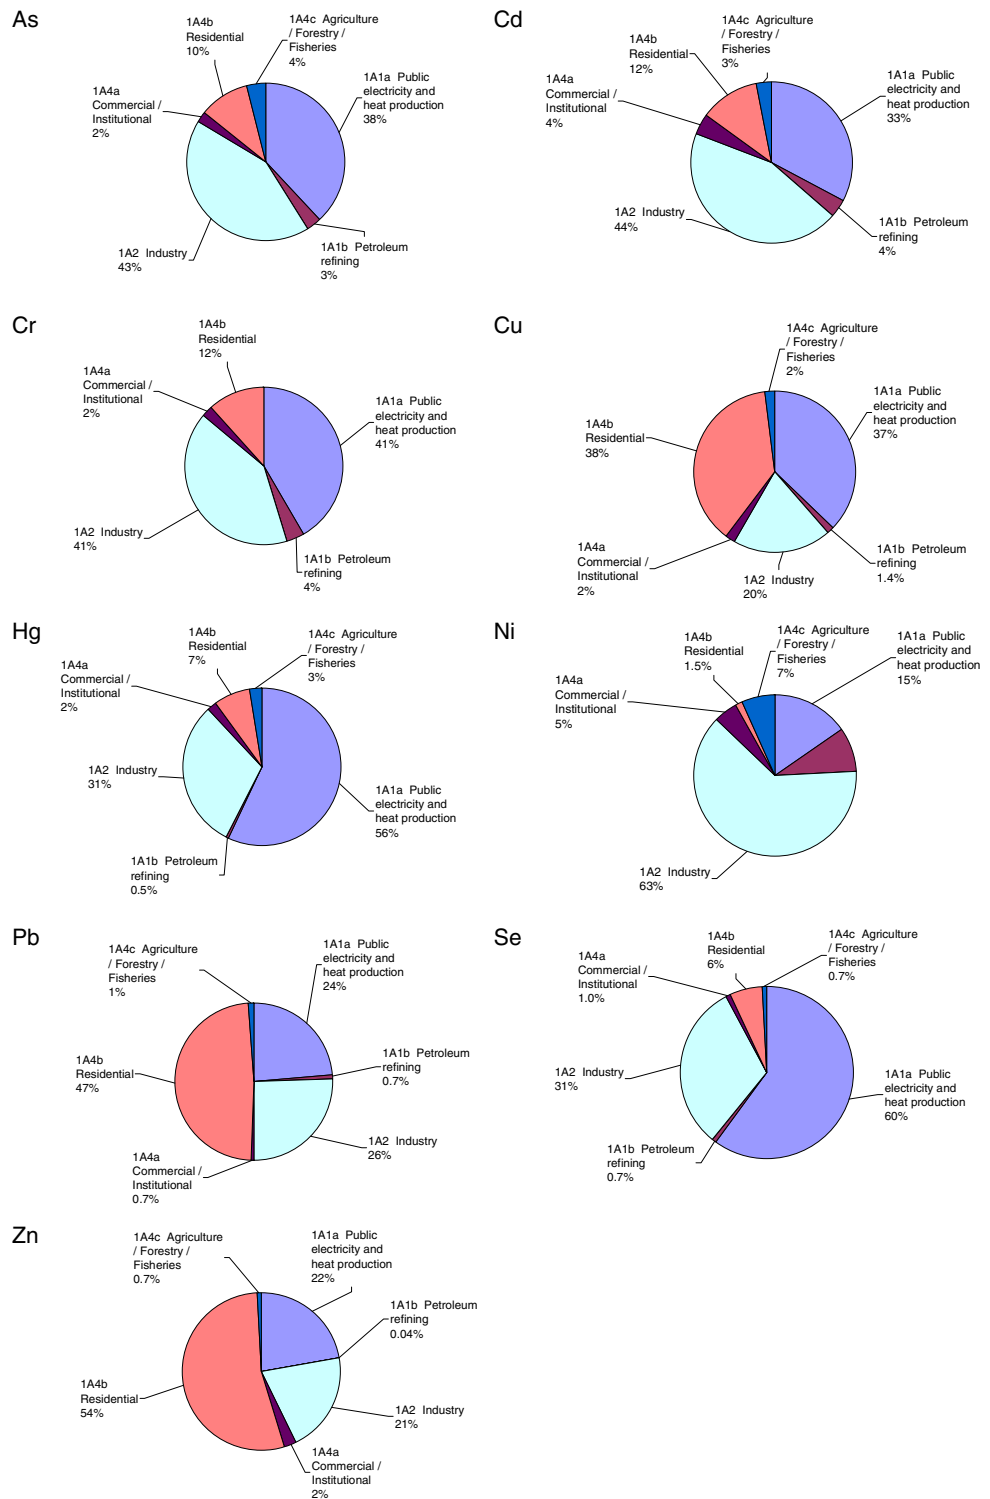 As
1A4b
Residential
10%
1A4c Agriculture
/ Forestry /
Fisheries
4%
1A1a Public
electricity and
heat production
38%
1A4a
Commercial /
Institutional
2%
1A2 Industry
43%
1A1b Petroleum
refining
3%
Cd
1A4b
Residential
12%
1A4c Agriculture
/ Forestry /
Fisheries
3%
1A1a Public
electricity and
heat production
33%
1A4a
Commercial /
Institutional
4%
1A2 Industry
44%
1A1b Petroleum
refining
4%
Cr
1A4b
Residential
12%
1A4a
Commercial /
Institutional
2%
1A1a Public
electricity and
heat production
41%
1A2 Industry
41%
1A1b Petroleum
refining
4%
Cu
1A4c Agriculture
/ Forestry /
Fisheries
2%
1A1a Public
electricity and
heat production
37%
1A4b
Residential
38%
1A4a
Commercial /
Institutional
2%
1A2 Industry
20%
1A1b Petroleum
refining
1.4%
Hg
1A4b
Residential
7%
1A4c Agriculture
/ Forestry /
Fisheries
3%
1A4a
Commercial /
Institutional
2%
1A2 Industry
31%
1A1a Public
electricity and
heat production
56%
1A1b Petroleum
refining
0.5%
Ni
1A4b
Residential
1.5%
1A4c Agriculture
/ Forestry /
Fisheries
7%
1A1a Public
electricity and
heat production
15%
1A4a
Commercial /
Institutional
5%
1A2 Industry
63%
Pb
1A4c Agriculture
/ Forestry /
Fisheries
1%
1A1a Public
electricity and
heat production
24%
1A4b
Residential
47%
1A1b Petroleum
refining
0.7%
1A2 Industry
26%
1A4a
Commercial /
Institutional
0.7%
Se
1A4b
Residential
6%
1A4c Agriculture
/ Forestry /
Fisheries
0.7%
1A4a
Commercial /
Institutional
1.0%
1A2 Industry
31%
1A1a Public
electricity and
heat production
60%
1A1b Petroleum
refining
0.7%
Zn
1A4c Agriculture
/ Forestry /
Fisheries
0.7%
1A1a Public
electricity and
heat production
22%
1A1b Petroleum
refining
0.04%
1A4b
Residential
54%
1A2 Industry
21%
1A4a
Commercial /
Institutional
2%